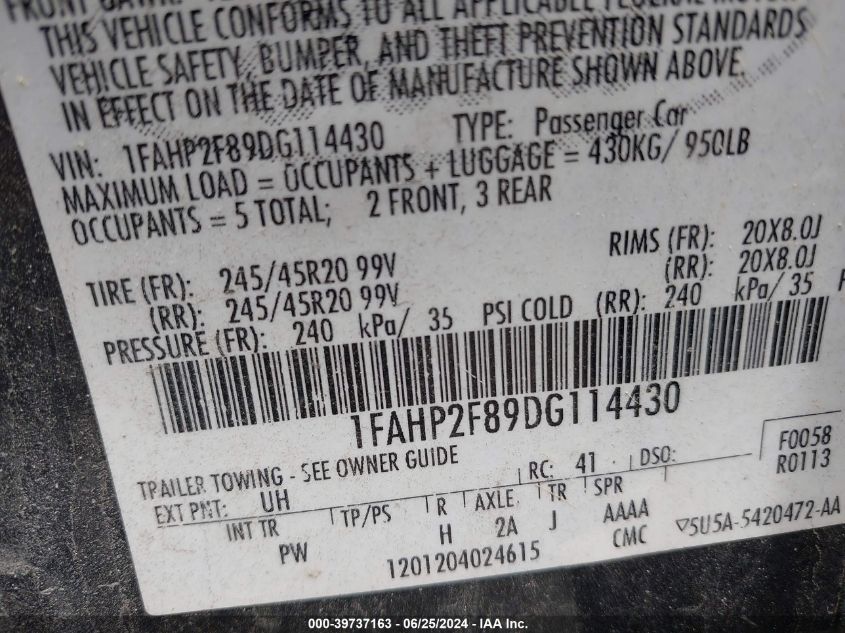 THIS VEHICLE CONFORMS TO ALL APPLICABLE FEDERAL MOTOR
VEHICLE SAFETY, BUMPER, AND THEFT PREVENTION STANDARDS
IN EFFECT ON THE DATE OF MANUFACTURE SHOWN ABOVE.
VIN: 1FAHP2F89DG114430 TYPE: Passenger Car
MAXIMUM LOAD = OCCUPANTS + LUGGAGE = 430KG/ 950LB
OCCUPANTS = 5 TOTAL; 2 FRONT, 3 REAR
TIRE (FR): 245/45R20 99V RIMS (FR): 20X8.0J
(RR): 245/45R20 99V (RR): 20X8.0J
PRESSURE (FR): 240 kPa/ 35 PSI COLD (RR): 240 kPa/ 35
1FAHP2F89DG114430
TRAILER TOWING - SEE OWNER GUIDE RC: 41 DSO: F0058
EXT PNT: UH R0113
INT TR TP/PS R AXLE TR SPR
PW H 2A J AAAA
1201204024615 CMC ▽5U5A-5420472-AA
000-39737163 - 06/25/2024 - IAA Inc.